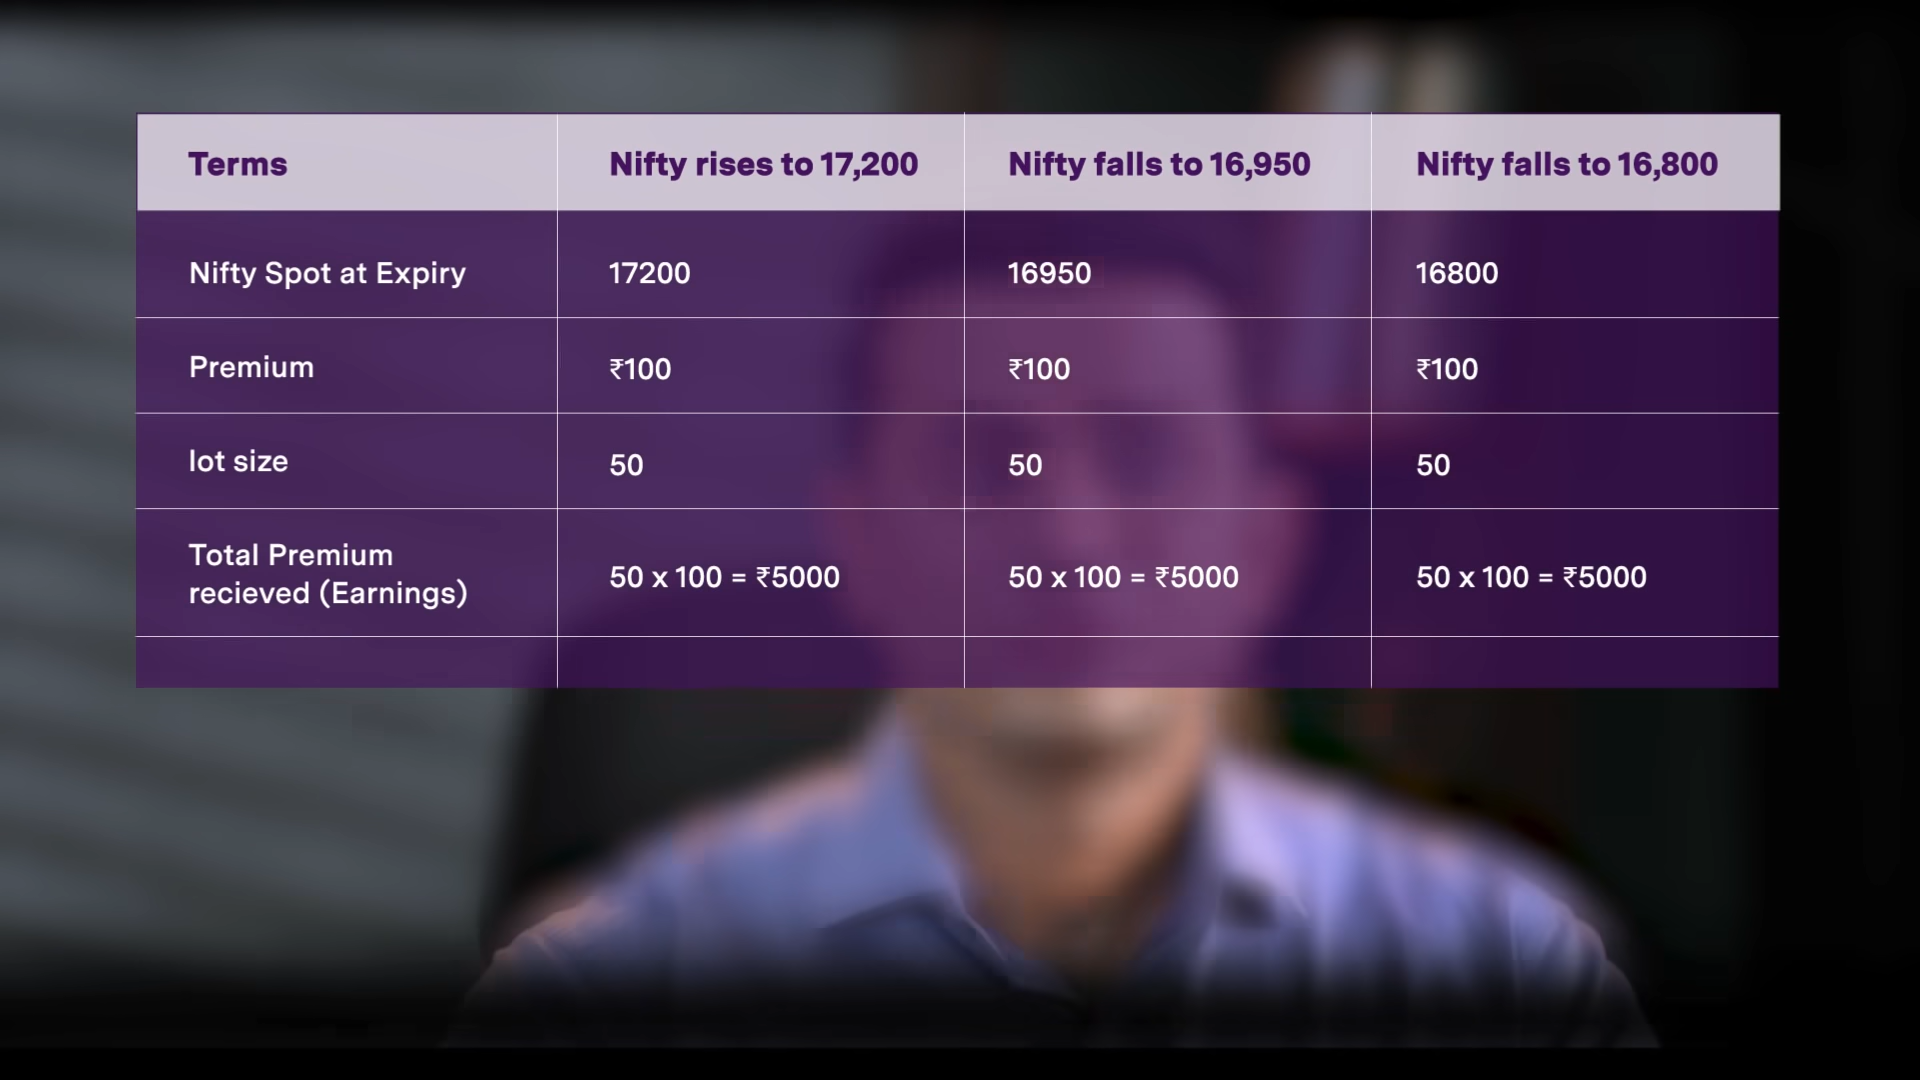 Terms Nifty rises to 17,200 Nifty falls to 16,950 Nifty falls to 16,800
Nifty Spot at Expiry 17200 16950 16800
Premium ₹100 ₹100 ₹100
lot size 50 50 50
Total Premium
recieved (Earnings) 50 x 100 = ₹5000 50 x 100 = ₹5000 50 x 100 = ₹5000